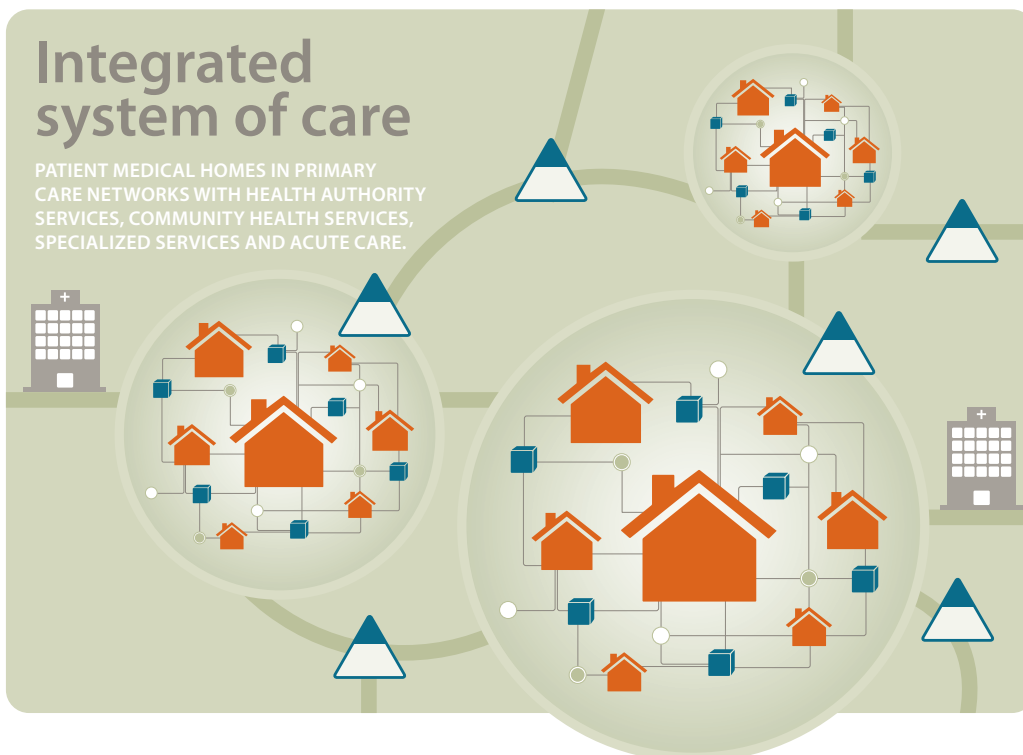 Integrated
system of care
PATIENT MEDICAL HOMES IN PRIMARY
CARE NETWORKS WITH HEALTH AUTHORITY
SERVICES, COMMUNITY HEALTH SERVICES,
SPECIALIZED SERVICES AND ACUTE CARE.